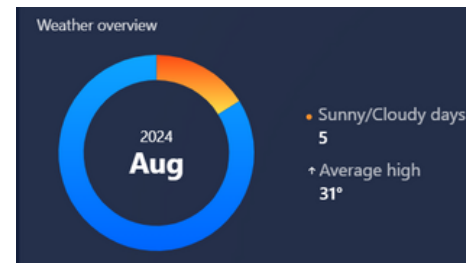 Weather overview
2024
Aug
Sunny/Cloudy days
5
Average high
31°